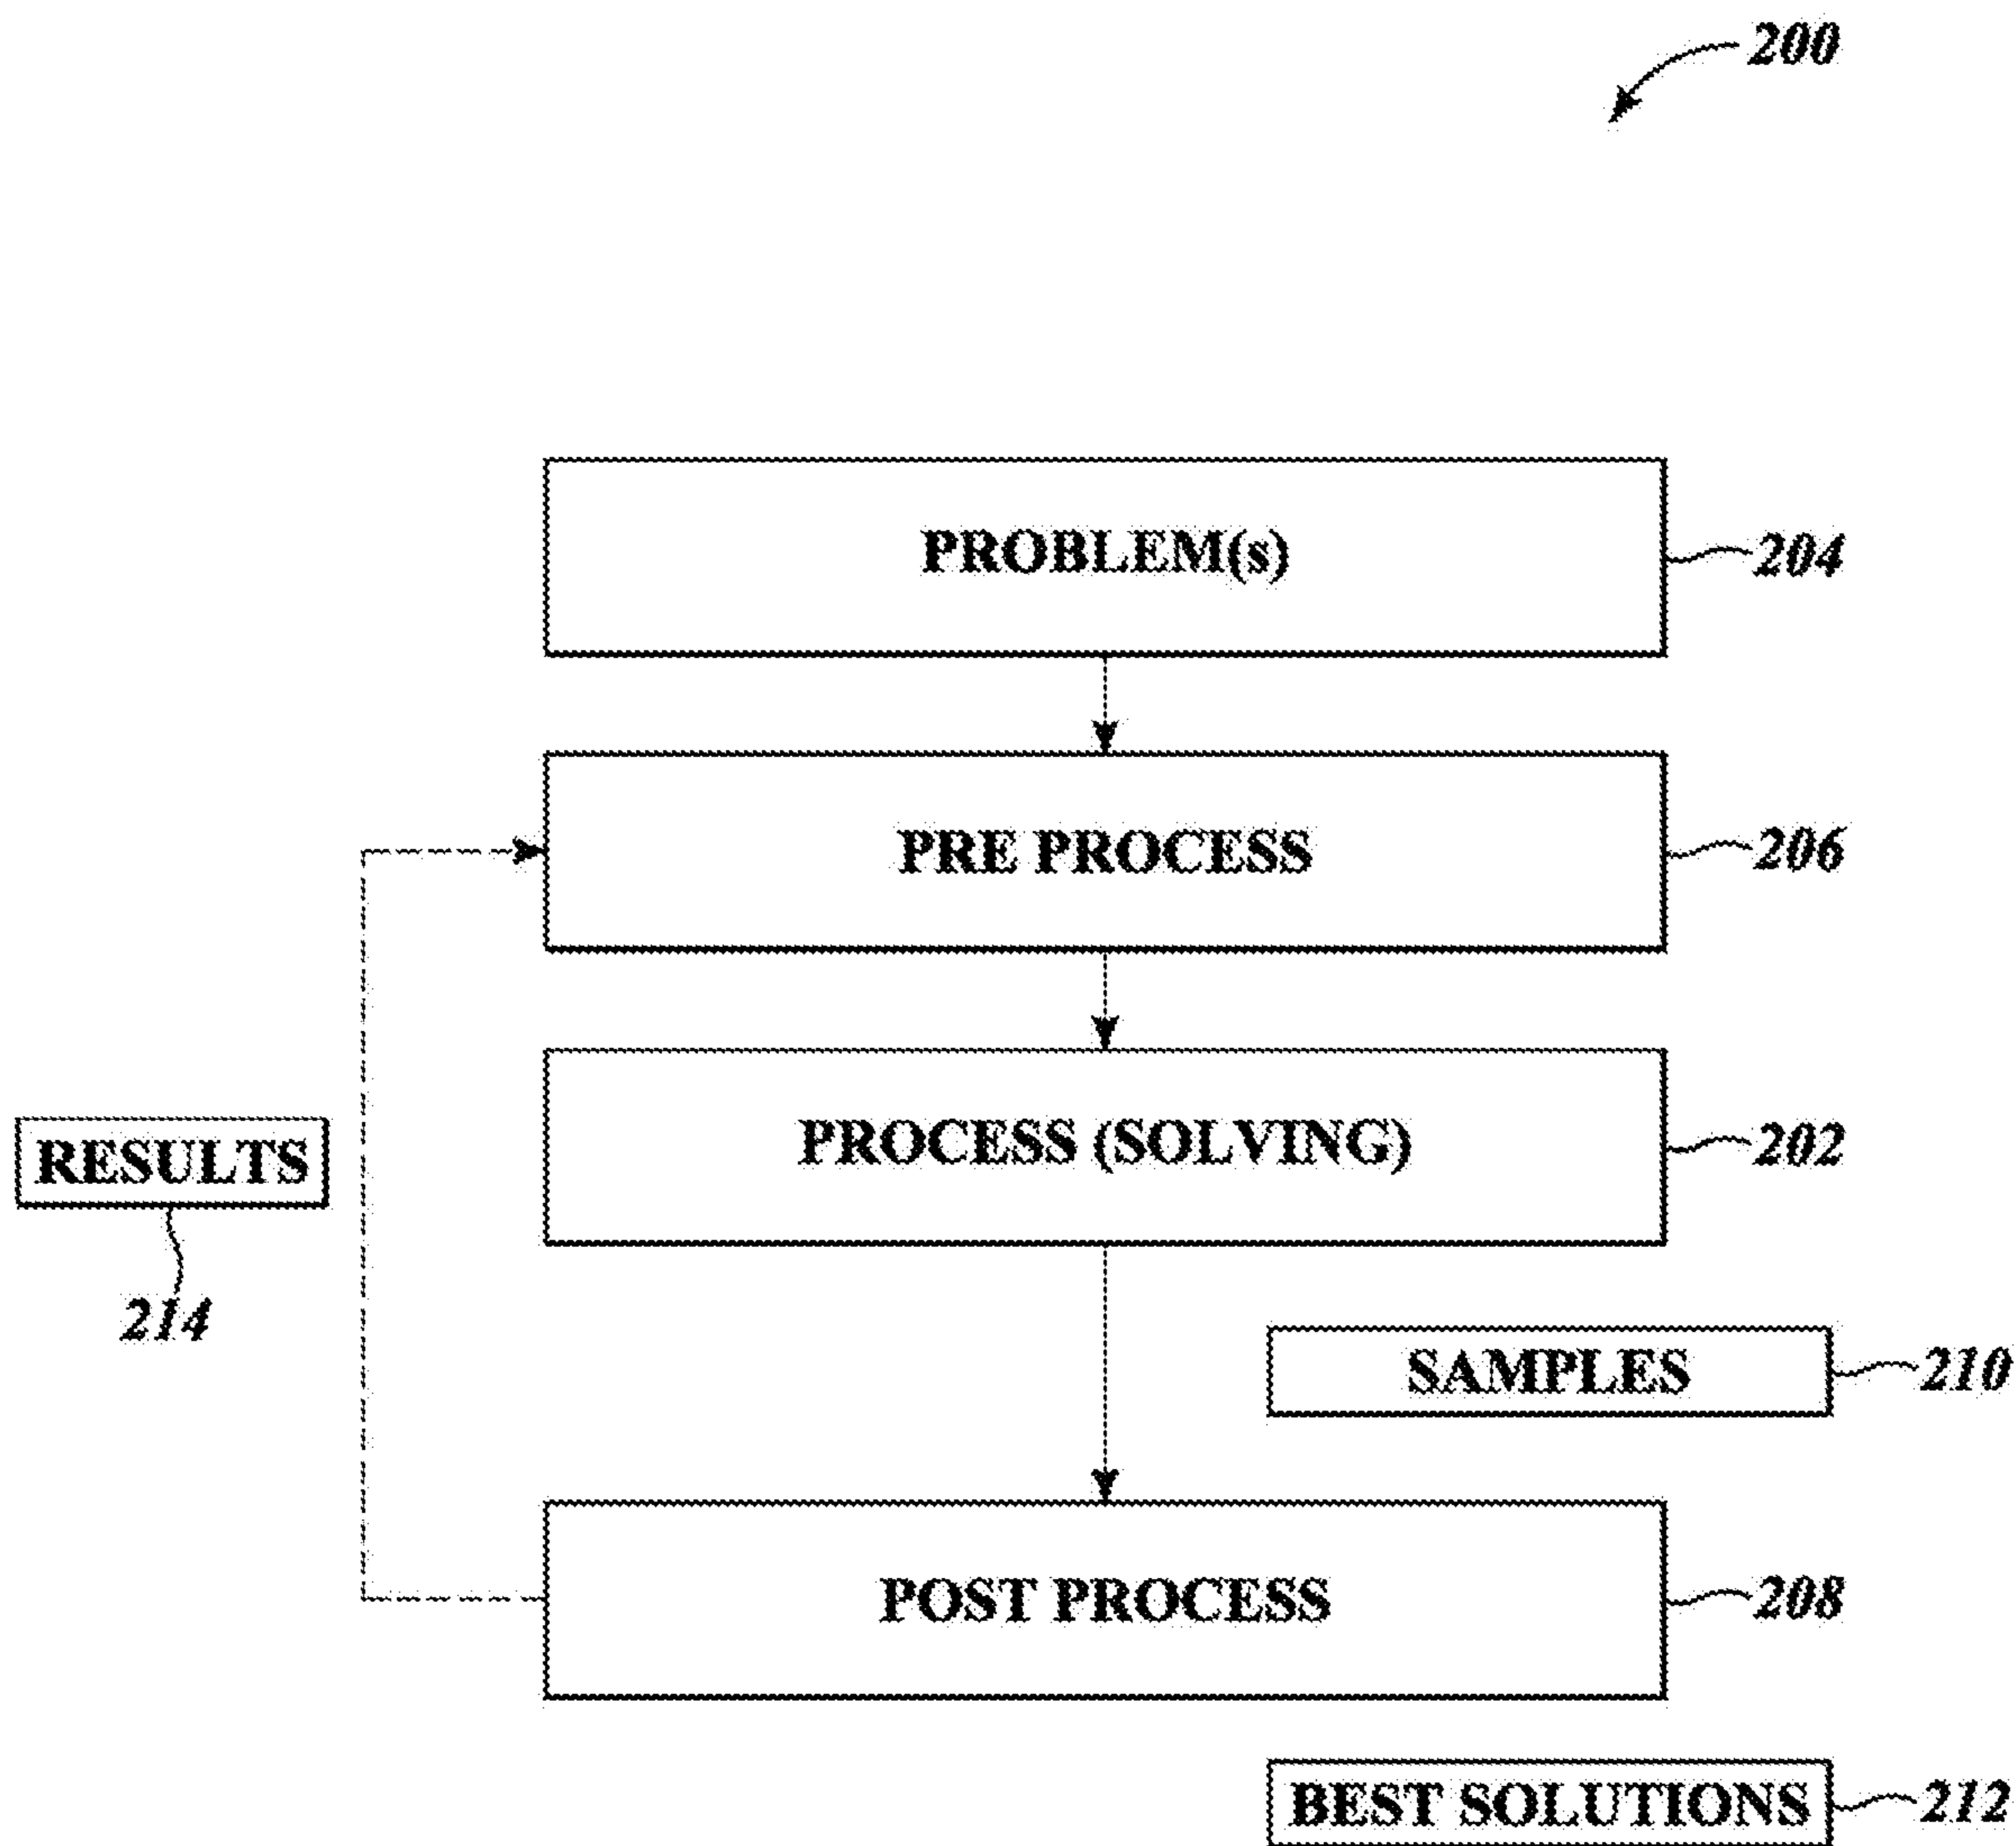 200
PROBLEM(s)
204
PRE PROCESS
206
PROCESS (SOLVING)
202
RESULTS
214
SAMPLES
210
POST PROCESS
208
BEST SOLUTIONS
212